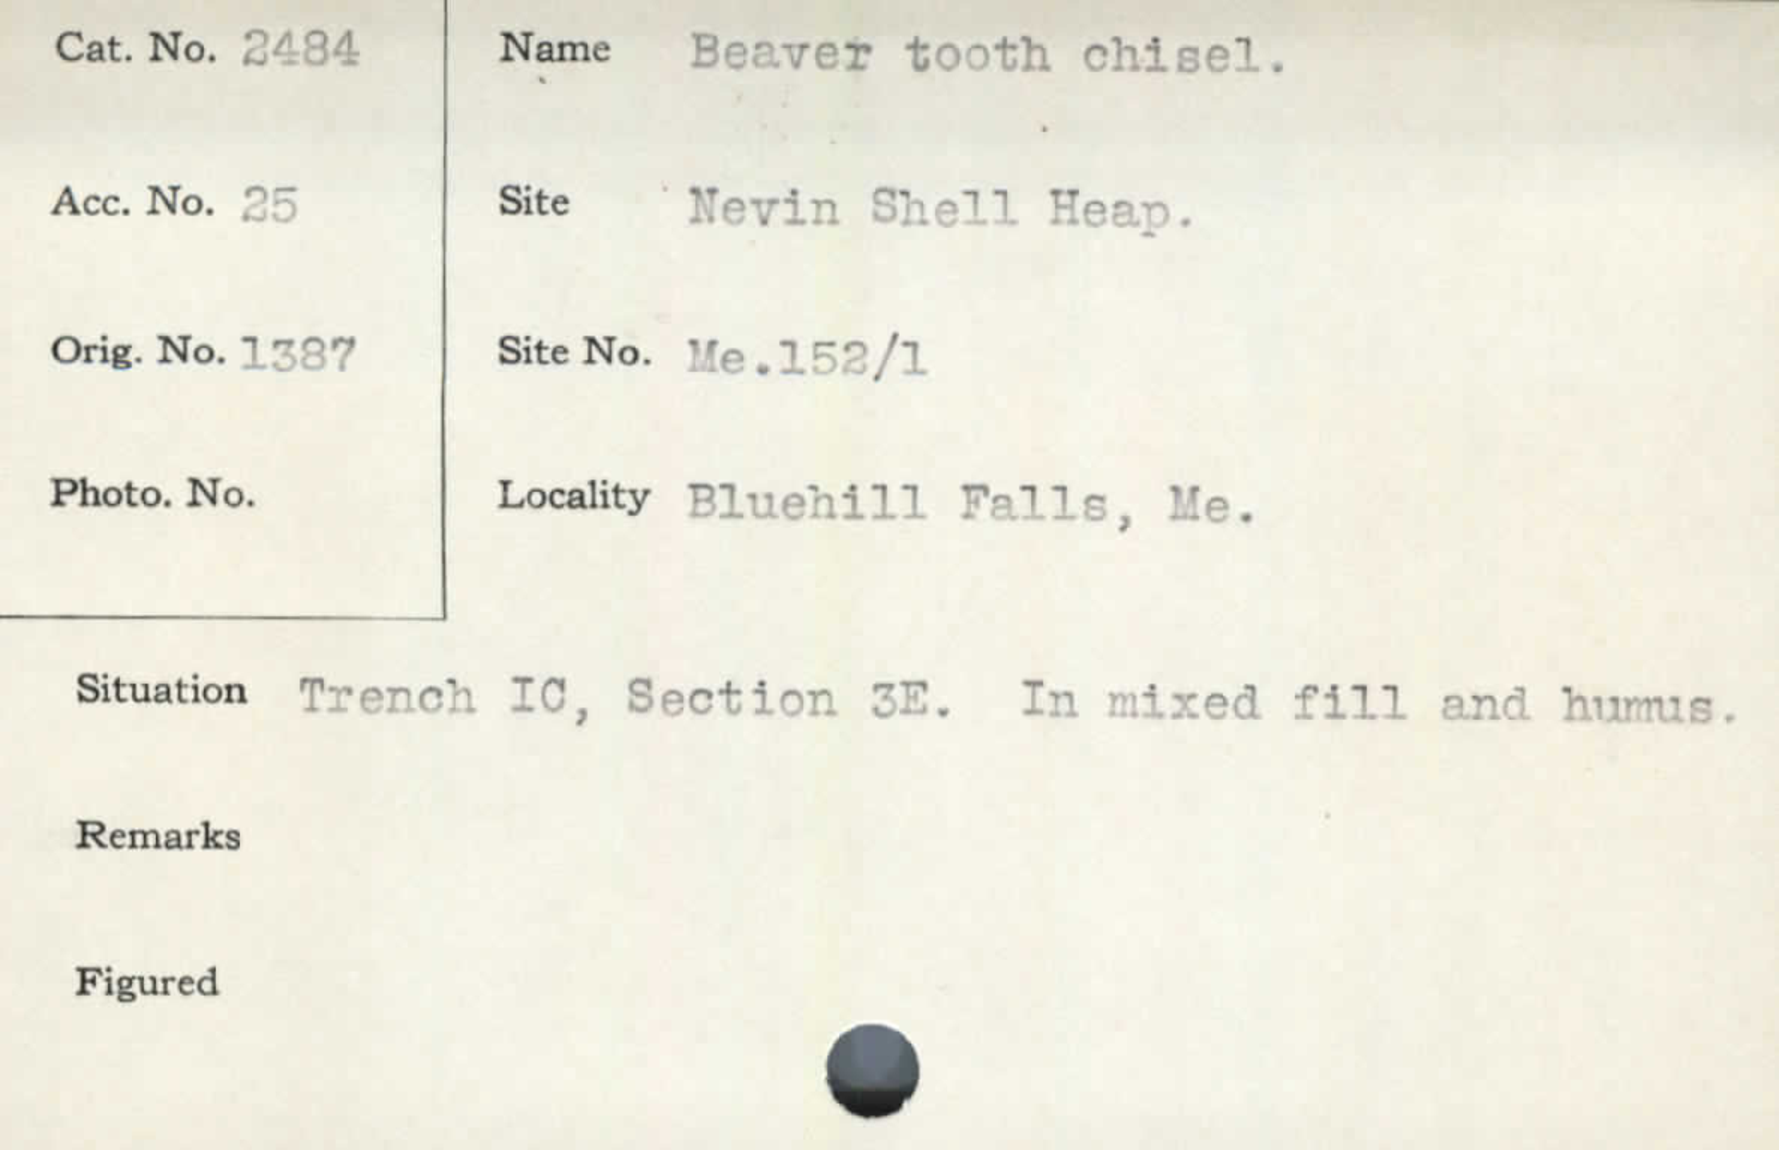 Cat. No. 2484
Name Beaver tooth chisel.
Acc. No. 25
Site Nevin Shell Heap.
Orig. No. 1387
Site No. Me.152/1
Photo. No.
Locality Bluehill Falls, Me.
Situation Trench IC, Section 3E. In mixed fill and humus.
Remarks
Figured